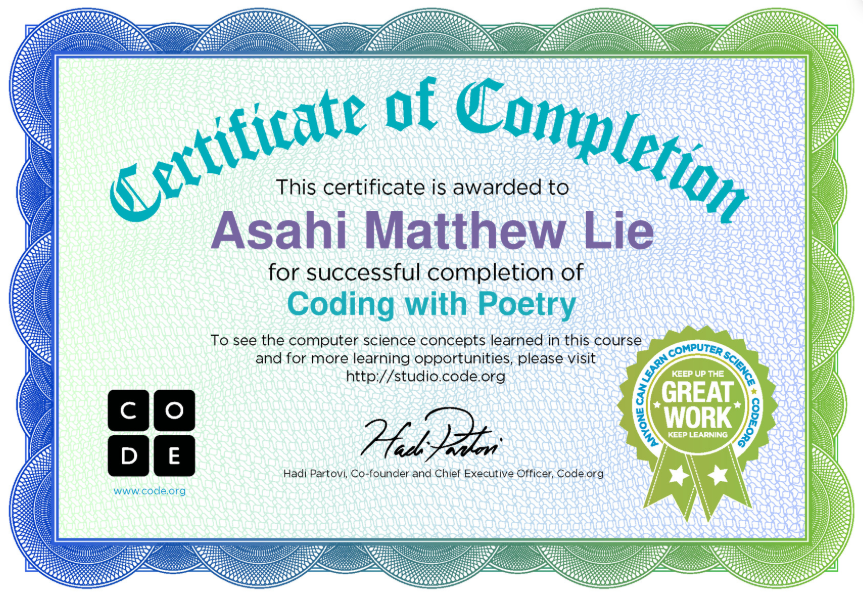 Certificate of Completion
This certificate is awarded to
Asahi Matthew Lie
for successful completion of
Coding with Poetry
To see the computer science concepts learned in this course
and for more learning opportunities, please visit
http://studio.code.org
C O
D E
www.code.org
Hadi Partovi
Hadi Partovi, Co-founder and Chief Executive Officer, Code.org
ANYONE CAN LEARN COMPUTER SCIENCE ★ CODE.ORG ★
KEEP UP THE
GREAT
WORK
KEEP LEARNING